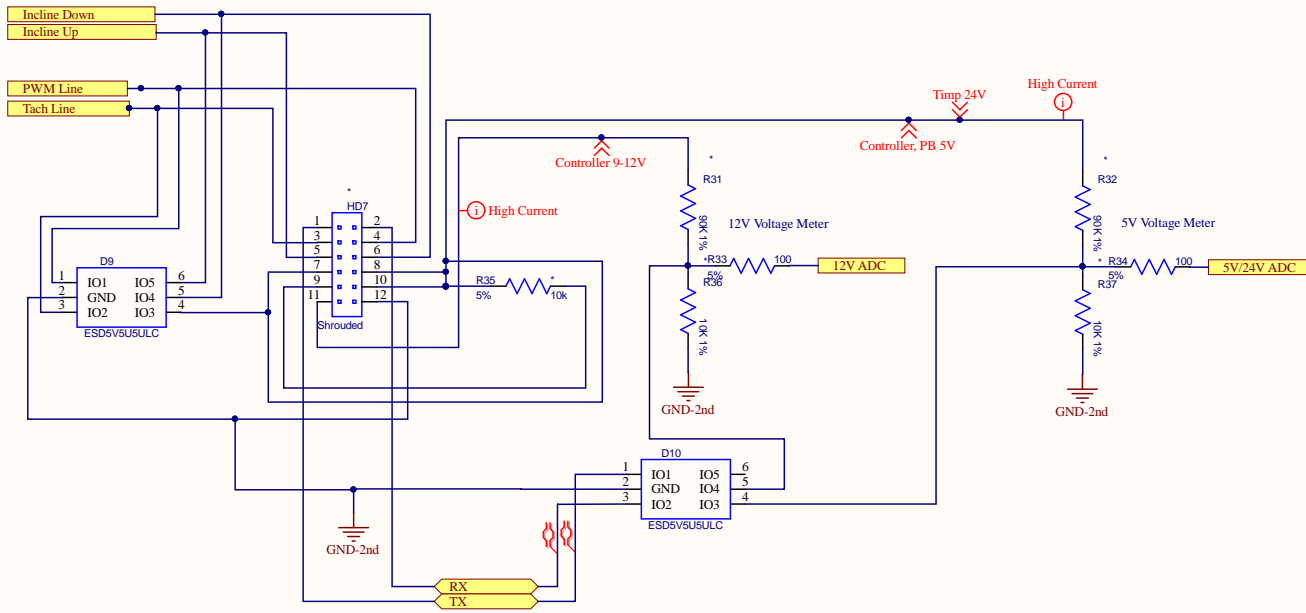 Incline Down
Incline Up
PWM Line
Tach Line
High Current
i
Timp 24V
Controller, PB 5V
Controller 9-12V
*
R31
90K 1%
12V Voltage Meter
*
R32
90K 1%
5V Voltage Meter
*
HD7
i High Current
1 2
3 4
5 6
7 8
9 10
11 12
Shrouded
R35
5%
*
10k
*R33
5%
100
12V ADC
R36
10K 1%
GND-2nd
* R34
5%
100
5V/24V ADC
R37
10K 1%
GND-2nd
D9
1 IO1 IO5 6
2 GND IO4 5
3 IO2 IO3 4
ESD5V5U5ULC
D10
1 IO1 IO5 6
2 GND IO4 5
3 IO2 IO3 4
ESD5V5U5ULC
GND-2nd
RX
TX